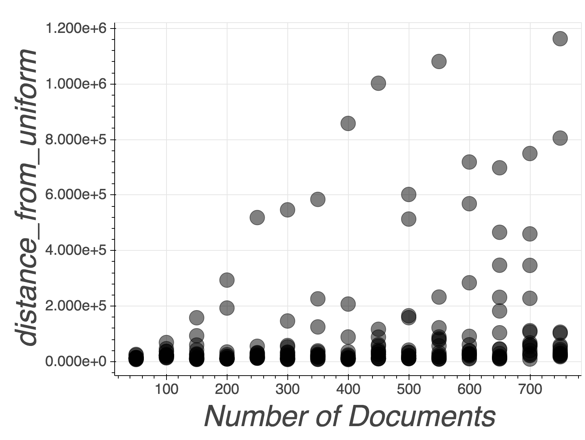 distance_from_uniform
1.200e+6
1.000e+6
8.000e+5
6.000e+5
4.000e+5
2.000e+5
0.000e+0
100 200 300 400 500 600 700
Number of Documents